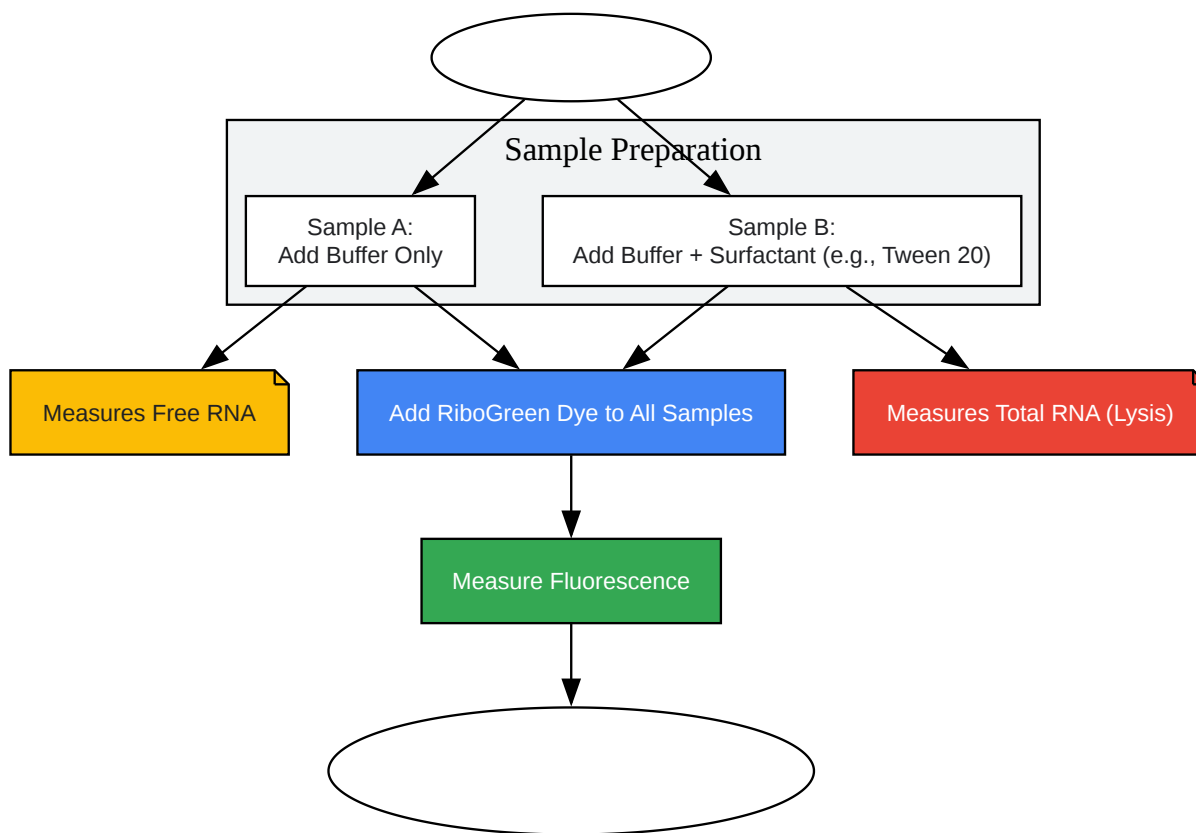 Sample Preparation
Sample A:
Add Buffer Only
Sample B:
Add Buffer + Surfactant (e.g., Tween 20)
Measures Free RNA
Add RiboGreen Dye to All Samples
Measures Total RNA (Lysis)
Measure Fluorescence